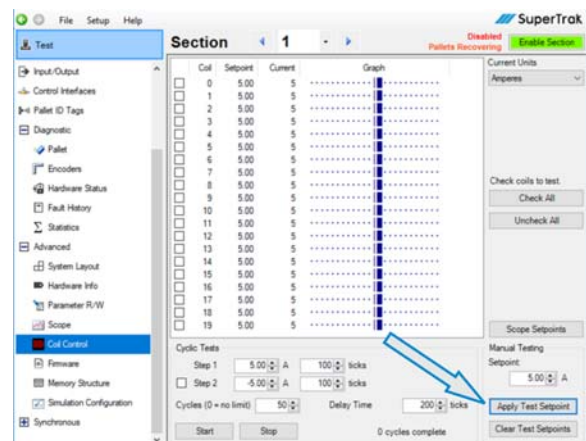 File Setup Help
SuperTrak
Test
Section 1 -
Disabled
Pallets Recovering
Enable Section
Input/Output
Control Interfaces
Pallet ID Tags
Diagnostic
Pallet
Encoders
Hardware Status
Fault History
Statistics
Advanced
System Layout
Hardware Info
Parameter R/W
Scope
Coil Control
Firmware
Memory Structure
Simulation Configuration
Synchronous
Coil Setpoint Current Graph
0 5.00 5
1 5.00 5
2 5.00 5
3 5.00 5
4 5.00 5
5 5.00 5
6 5.00 5
7 5.00 5
8 5.00 5
9 5.00 5
10 5.00 5
11 5.00 5
12 5.00 5
13 5.00 5
14 5.00 5
15 5.00 5
16 5.00 5
17 5.00 5
18 5.00 5
19 5.00 5
Current Units
Amperes
Check coils to test.
Check All
Uncheck All
Scope Setpoints
Cyclic Tests
Step 1 5.00 A 100 ticks
Step 2 -5.00 A 100 ticks
Cycles (0 = no limit) 50 Delay Time 200 ticks
Start Stop 0 cycles complete
Manual Testing
Setpoint:
5.00 A
Apply Test Setpoint
Clear Test Setpoints